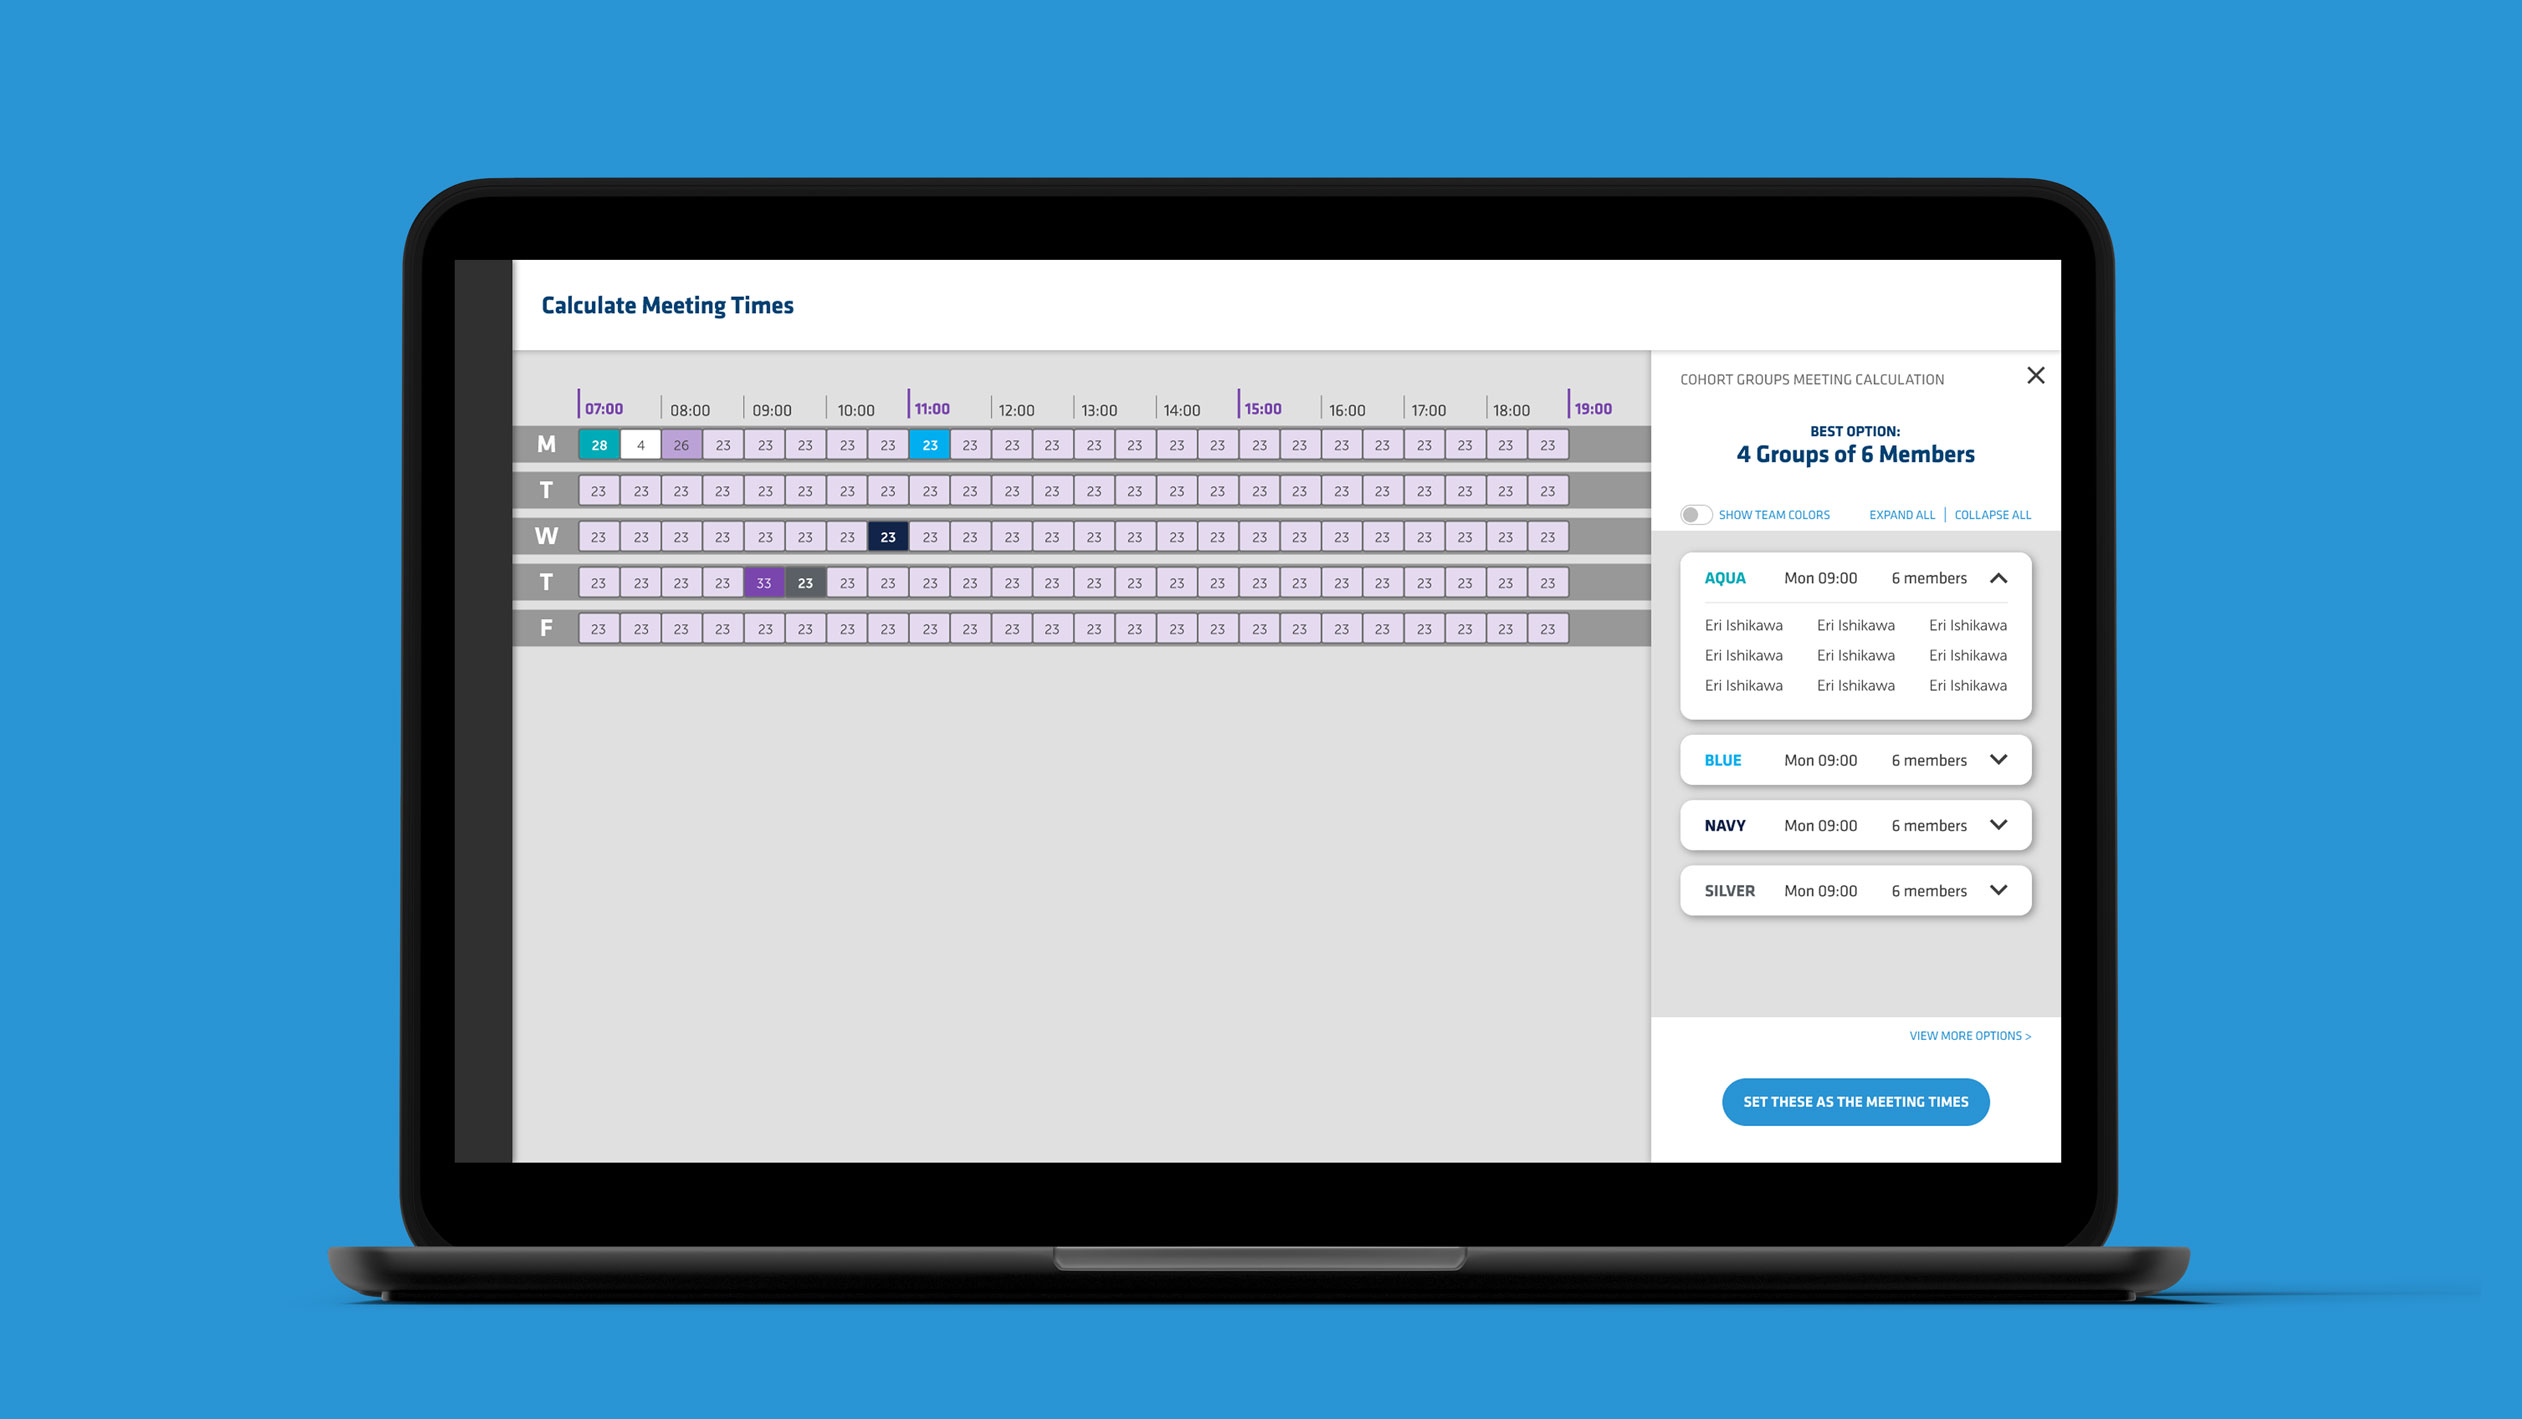 Calculate Meeting Times
07:00 08:00 09:00 10:00 11:00 12:00 13:00 14:00 15:00 16:00 17:00 18:00 19:00
M 28 4 26 23 23 23 23 23 23 23 23 23 23 23 23 23 23 23 23 23 23 23 23 23
T 23 23 23 23 23 23 23 23 23 23 23 23 23 23 23 23 23 23 23 23 23 23 23 23
W 23 23 23 23 23 23 23 23 23 23 23 23 23 23 23 23 23 23 23 23 23 23 23 23
T 23 23 23 23 33 23 23 23 23 23 23 23 23 23 23 23 23 23 23 23 23 23 23 23
F 23 23 23 23 23 23 23 23 23 23 23 23 23 23 23 23 23 23 23 23 23 23 23 23
COHORT GROUPS MEETING CALCULATION
BEST OPTION:
4 Groups of 6 Members
SHOW TEAM COLORS EXPAND ALL | COLLAPSE ALL
AQUA Mon 09:00 6 members
Eri Ishikawa Eri Ishikawa Eri Ishikawa
Eri Ishikawa Eri Ishikawa Eri Ishikawa
Eri Ishikawa Eri Ishikawa Eri Ishikawa
BLUE Mon 09:00 6 members
NAVY Mon 09:00 6 members
SILVER Mon 09:00 6 members
VIEW MORE OPTIONS >
SET THESE AS THE MEETING TIMES